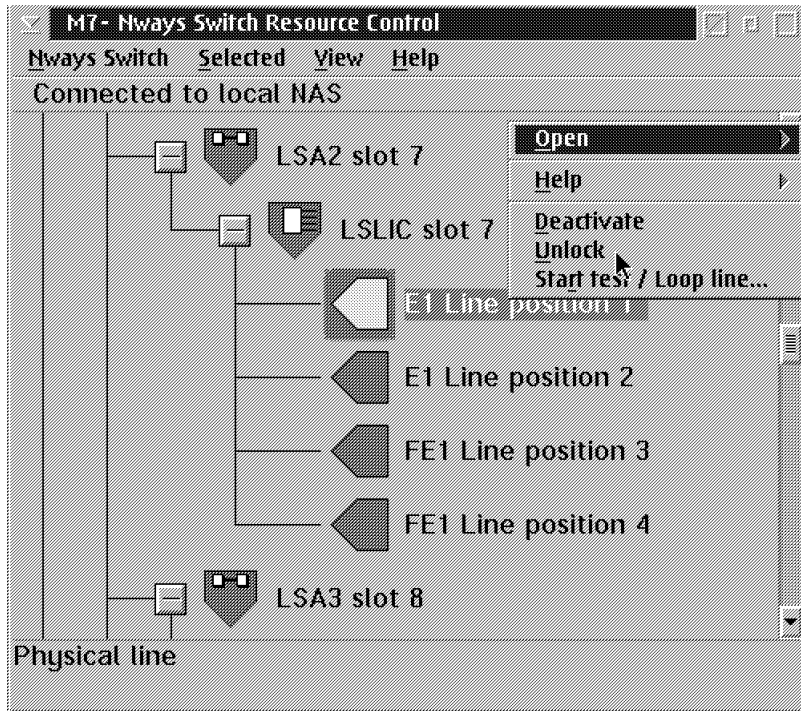 M7- Nways Switch Resource Control
Nways Switch Selected View Help
Connected to local NAS
LSA2 slot 7
Open
Help
LSLIC slot 7
Deactivate
Unlock
Start test / Loop line...
E1 Line position 1
E1 Line position 2
FE1 Line position 3
FE1 Line position 4
LSA3 slot 8
Physical line